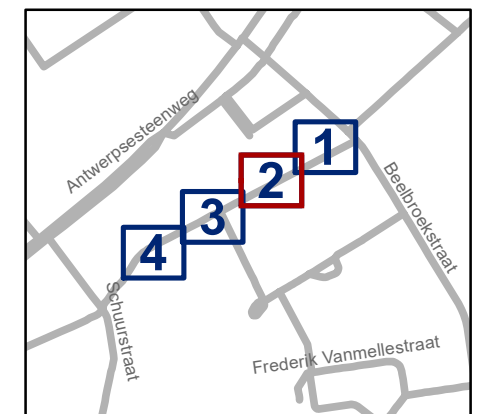 Antwerpsesteenweg
1
2
3
4
Beelbroekstraat
Schuurstraat
Frederik Vanmellestraat